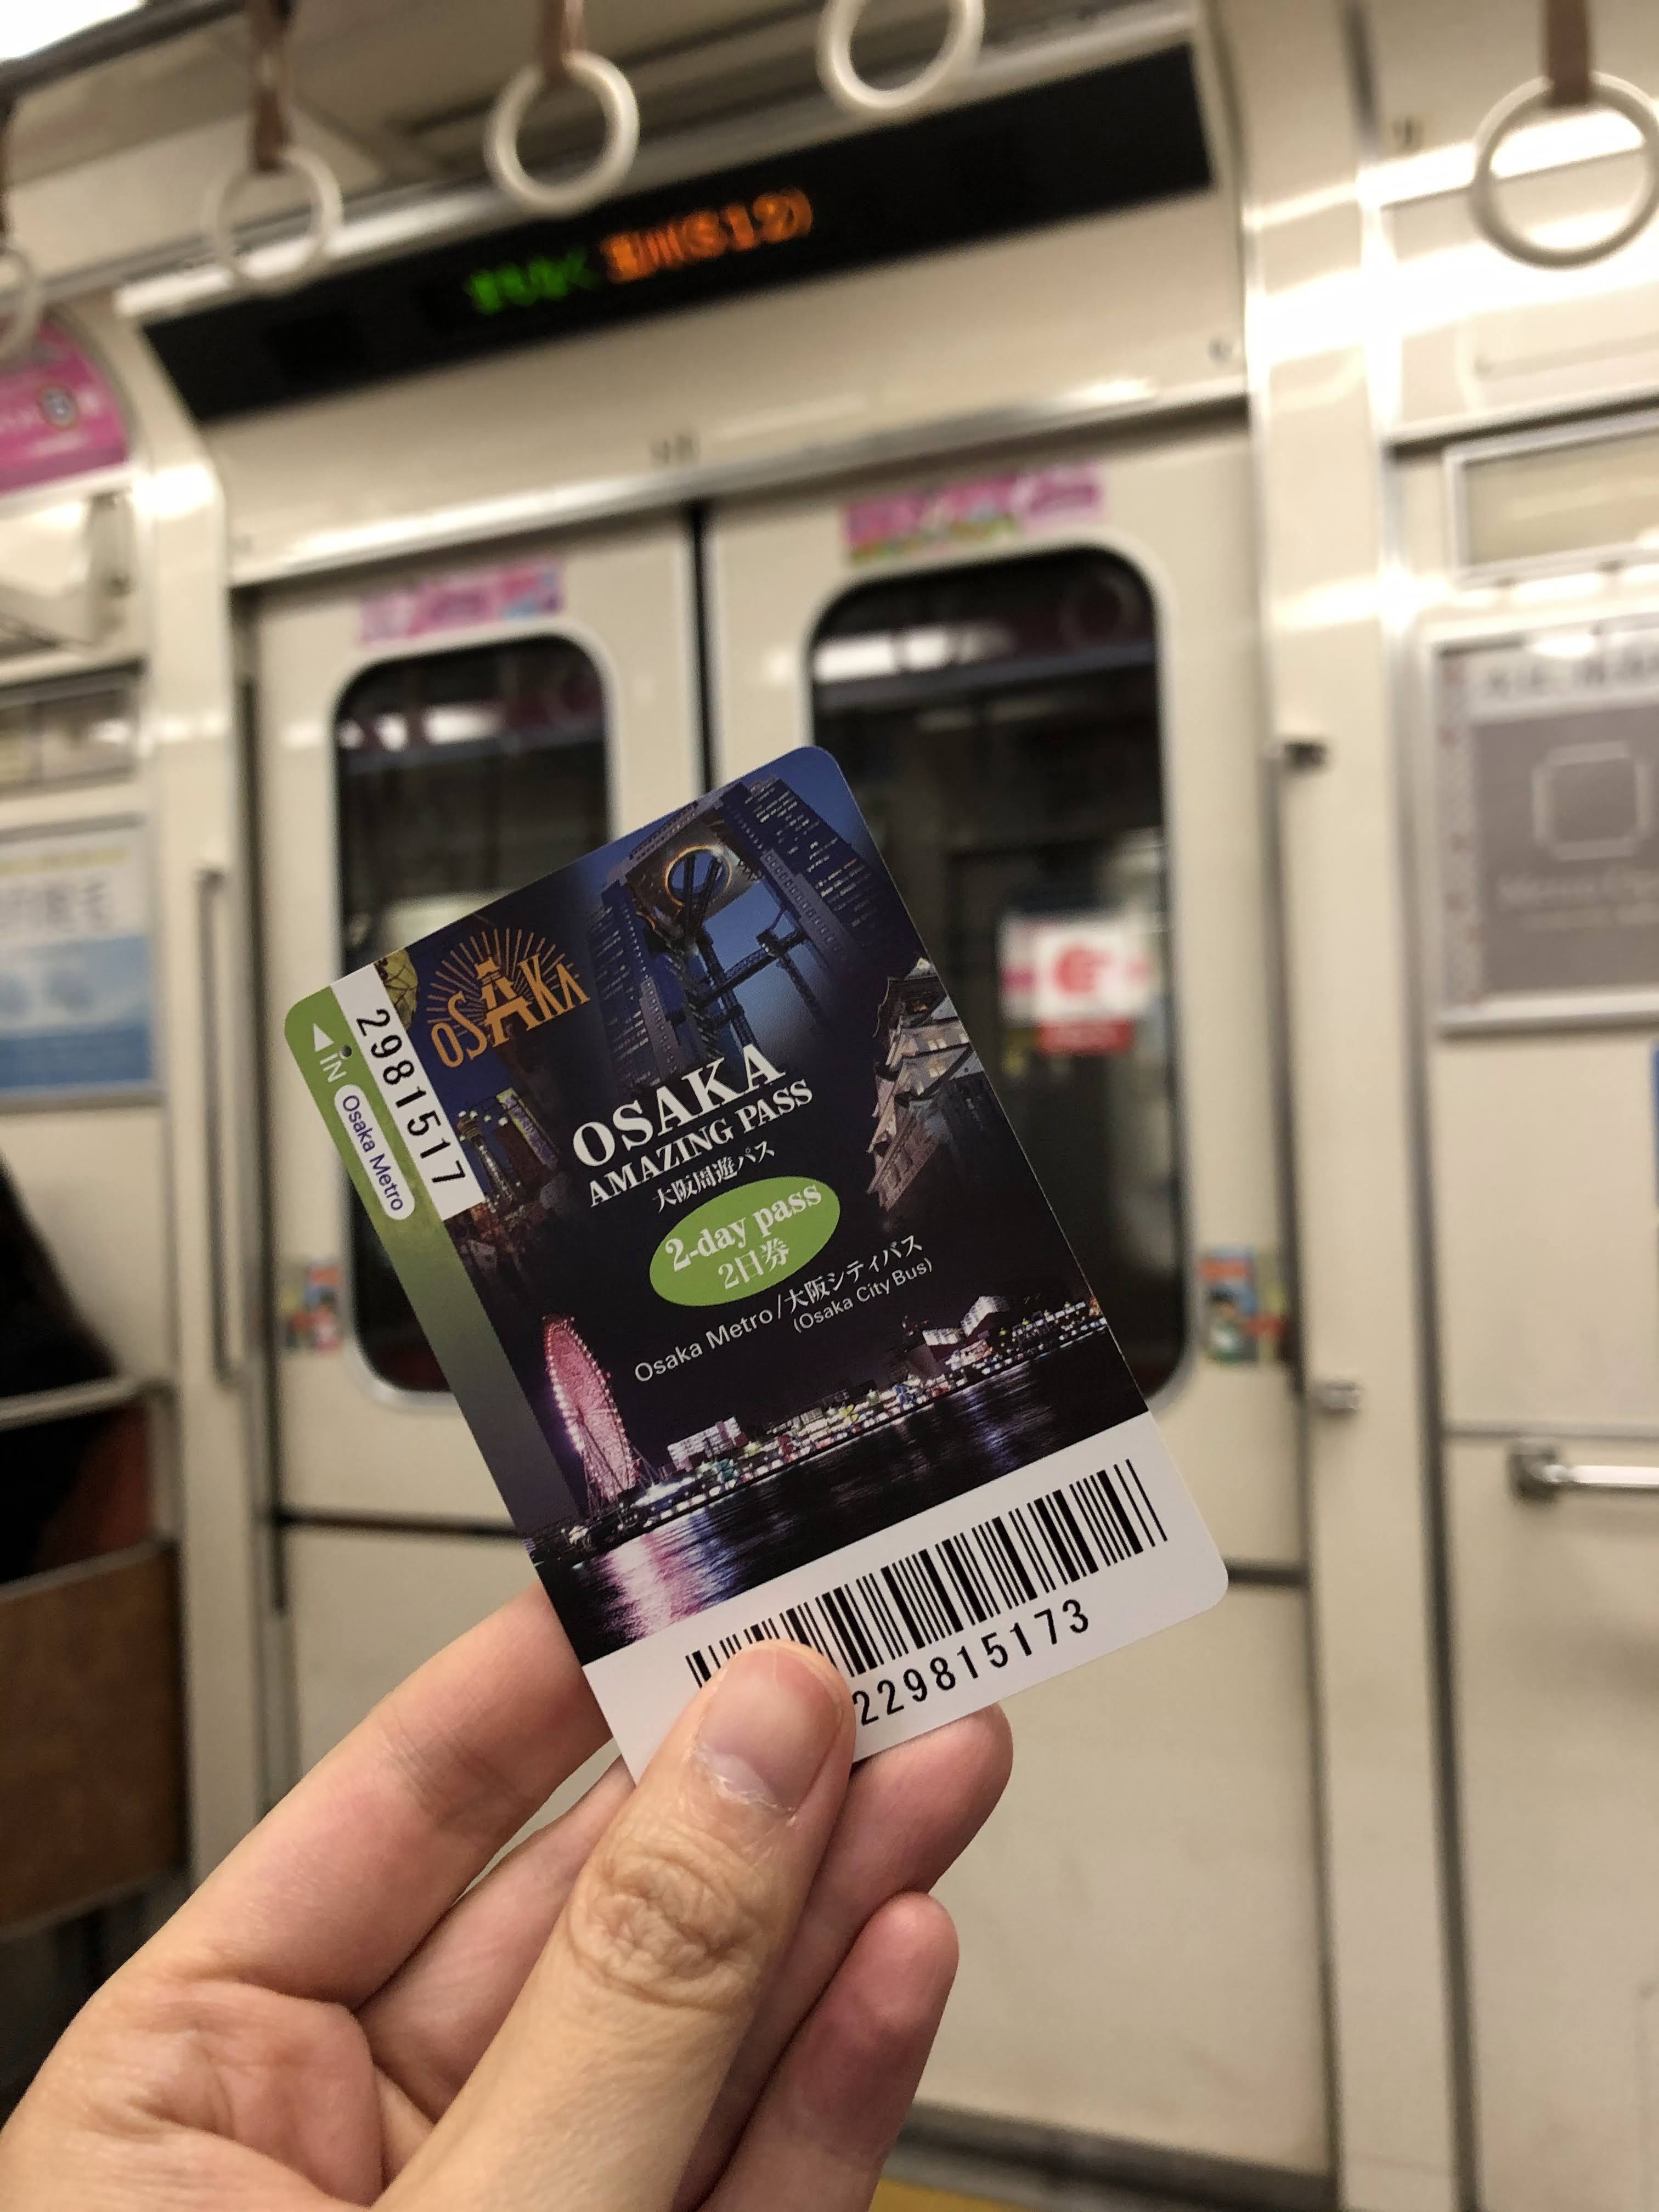 (S12)
OSAKA
2981517
IN Osaka Metro
OSAKA
AMAZING PASS
大阪周遊パス
2-day pass
2日券
Osaka Metro/大阪シティバス
(Osaka City Bus)
229815173